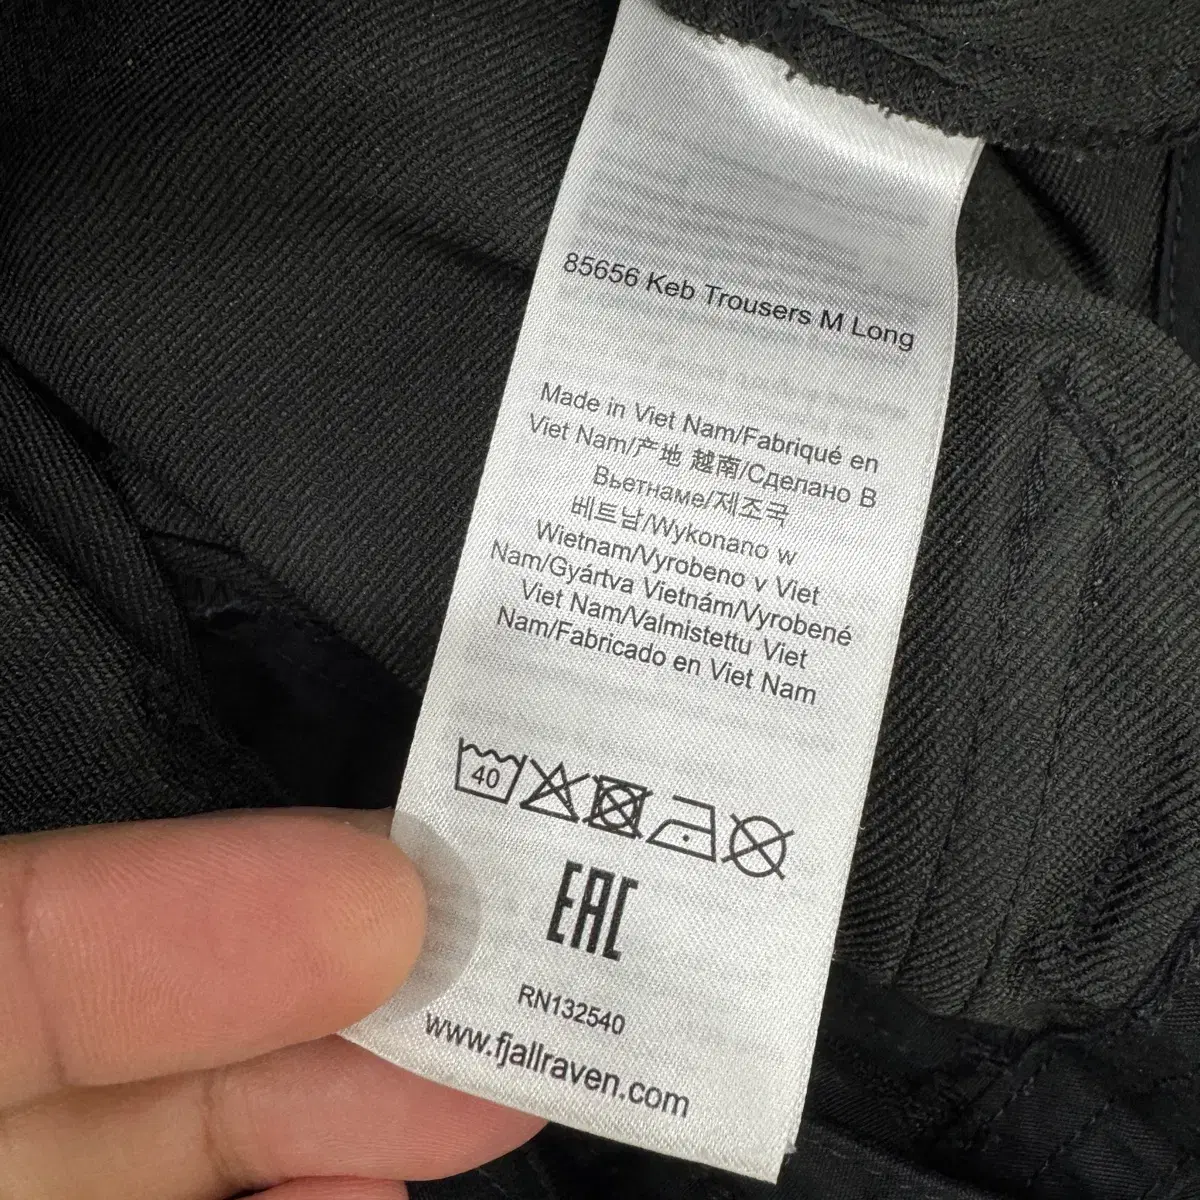 85656 Keb Trousers M Long
Made in Viet Nam/Fabriqué en
Viet Nam/产地 越南/Сделано В
Вьетнаме/제조국
베트남/Wykonano w
Wietnam/Vyrobeno v Viet
Nam/Gyártva Vietnám/Vyrobené
Viet Nam/Valmistettu Viet
Nam/Fabricado en Viet Nam
40
EAC
RN132540
www.fjallraven.com